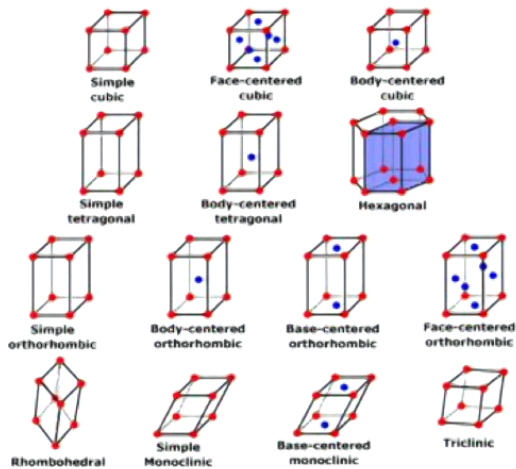 Simple
cubic
Face-centered
cubic
Body-centered
cubic
Simple
tetragonal
Body-centered
tetragonal
Hexagonal
Simple
orthorhombic
Body-centered
orthorhombic
Base-centered
orthorhombic
Face-centered
orthorhombic
Rhombohedral
Simple
Monoclinic
Base-centered
monoclinic
Triclinic